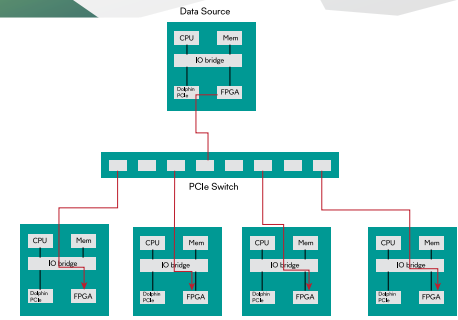 Data Source
CPU Mem
IO bridge
Dolphin
PCIe
FPGA
PCIe Switch
CPU Mem
IO bridge
Dolphin
PCIe
FPGA
CPU Mem
IO bridge
Dolphin
PCIe
FPGA
CPU Mem
IO bridge
Dolphin
PCIe
FPGA
CPU Mem
IO bridge
Dolphin
PCIe
FPGA